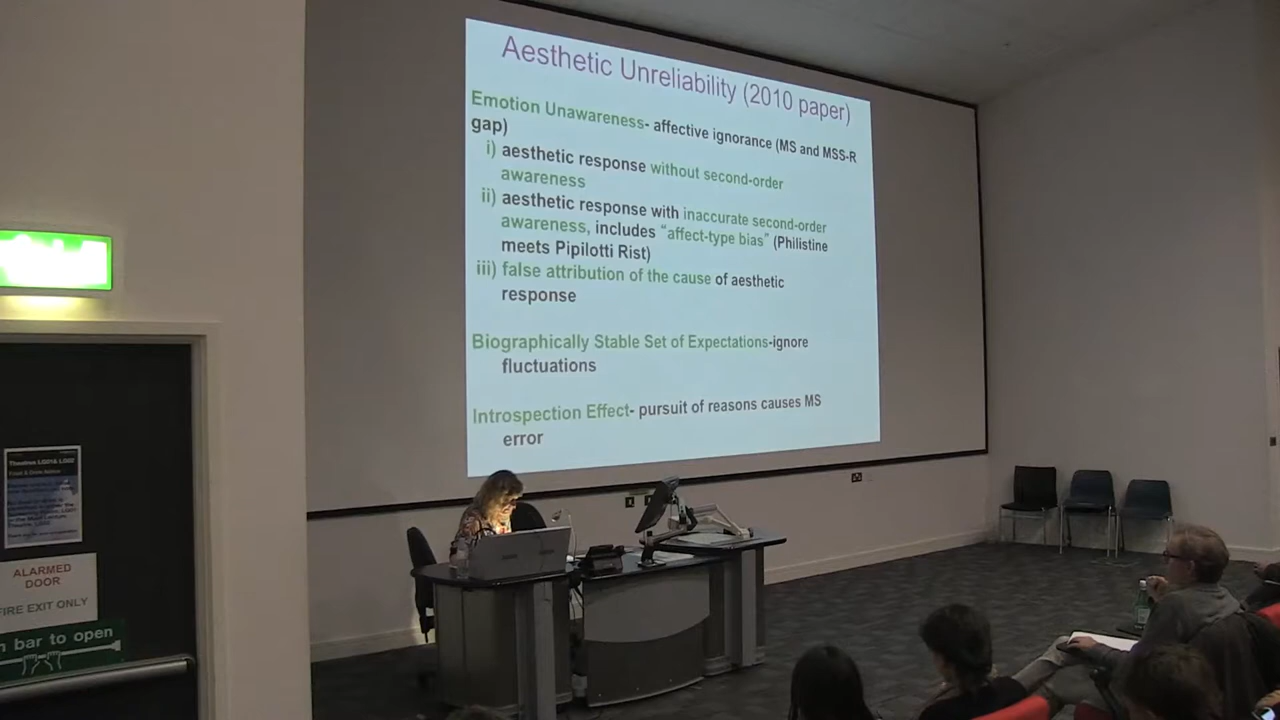 Aesthetic Unreliability (2010 paper)
Emotion Unawareness- affective ignorance (MS and MSS-R
gap)
i) aesthetic response without second-order
awareness
ii) aesthetic response with inaccurate second-order
awareness, includes "affect-type bias" (Philistine
meets Pipilotti Rist)
iii) false attribution of the cause of aesthetic
response
Biographically Stable Set of Expectations-ignore
fluctuations
Introspection Effect- pursuit of reasons causes MS
error
ALARMED
DOOR
FIRE EXIT ONLY
bar to open